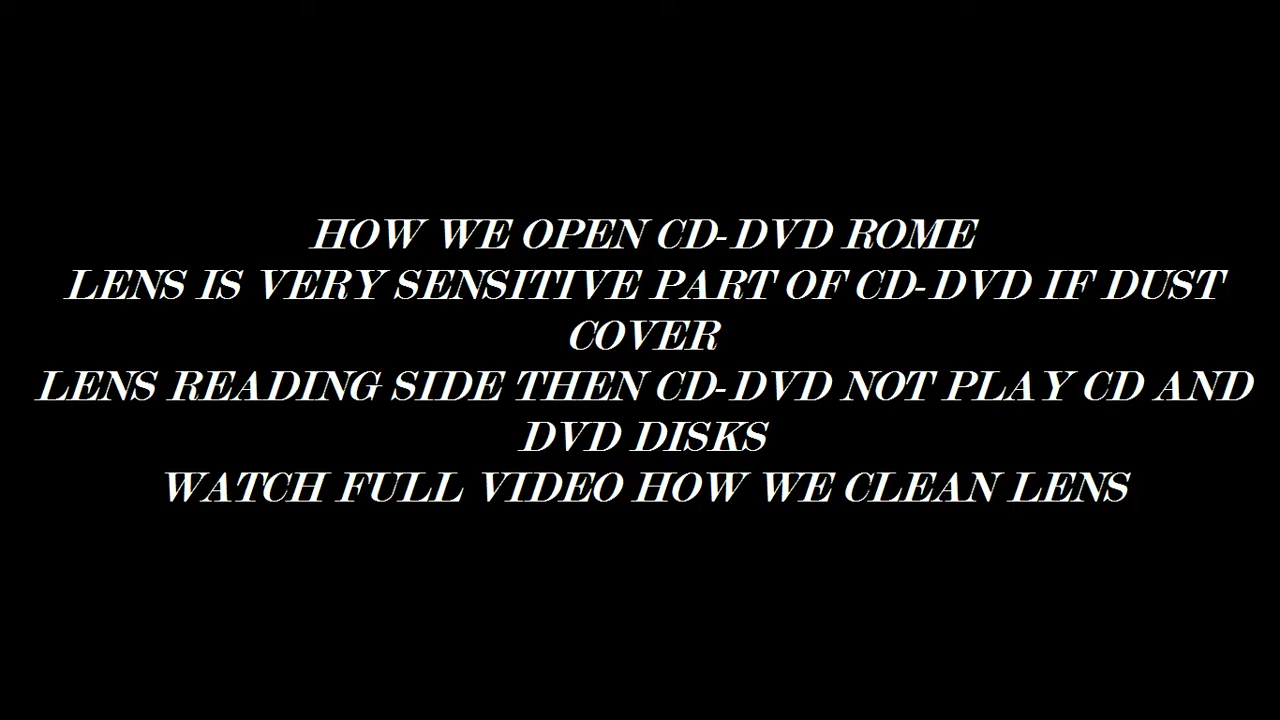 HOW WE OPEN CD-DVD ROME
LENS IS VERY SENSITIVE PART OF CD-DVD IF DUST
COVER
LENS READING SIDE THEN CD-DVD NOT PLAY CD AND
DVD DISKS
WATCH FULL VIDEO HOW WE CLEAN LENS